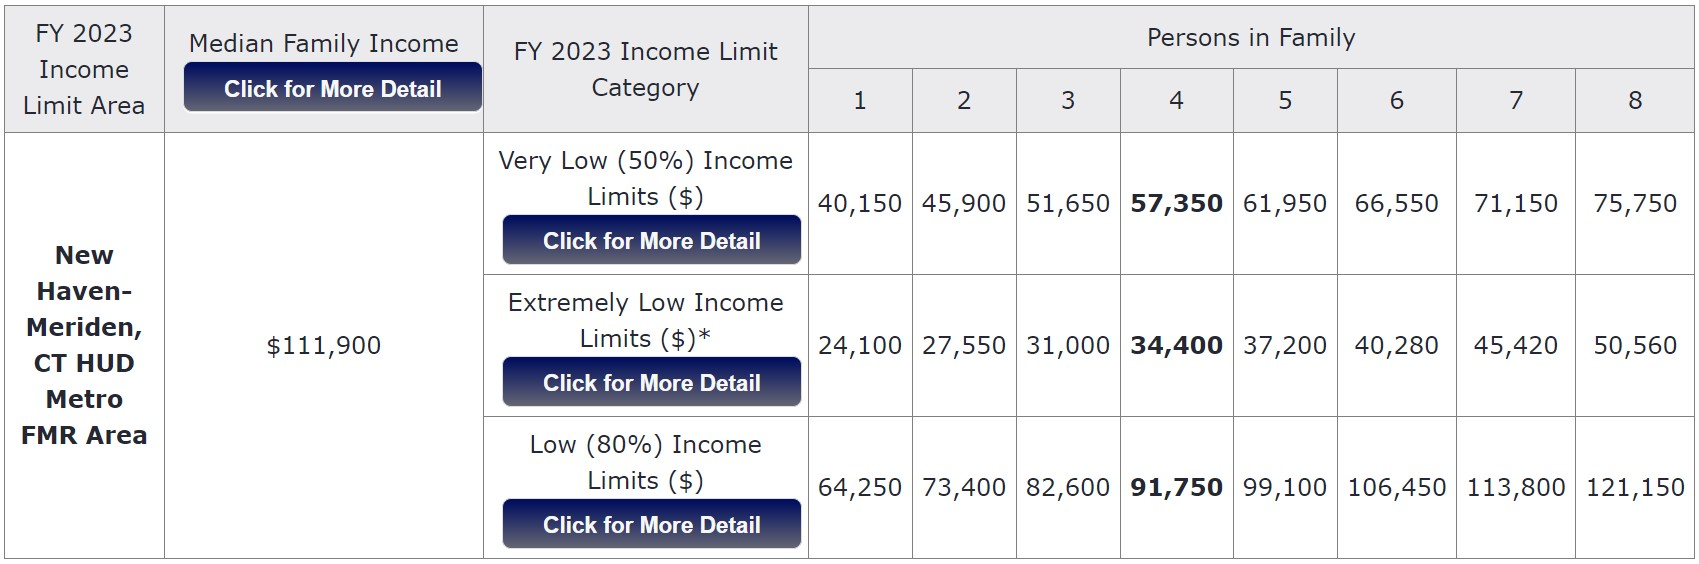 FY 2023
Income
Limit Area
Median Family Income
Click for More Detail
FY 2023 Income Limit
Category
Persons in Family
1 2 3 4 5 6 7 8
New
Haven-
Meriden,
CT HUD
Metro
FMR Area
$111,900
Very Low (50%) Income
Limits ($)
Click for More Detail
40,150 45,900 51,650 57,350 61,950 66,550 71,150 75,750
Extremely Low Income
Limits ($)*
Click for More Detail
24,100 27,550 31,000 34,400 37,200 40,280 45,420 50,560
Low (80%) Income
Limits ($)
Click for More Detail
64,250 73,400 82,600 91,750 99,100 106,450 113,800 121,150